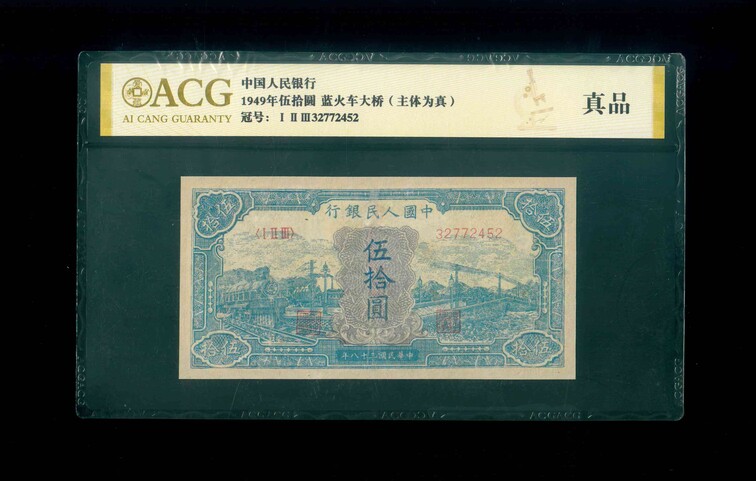 ACG
AI CANG GUARANTY
中国人民银行
1949年伍拾圓 蓝火车大桥（主体为真）
冠号： Ⅰ Ⅱ Ⅲ32772452
真品
行銀民人國中
〈Ⅰ Ⅱ Ⅲ〉
32772452
伍拾圓
伍拾
伍拾
拾伍
拾伍
年八十三國民華中